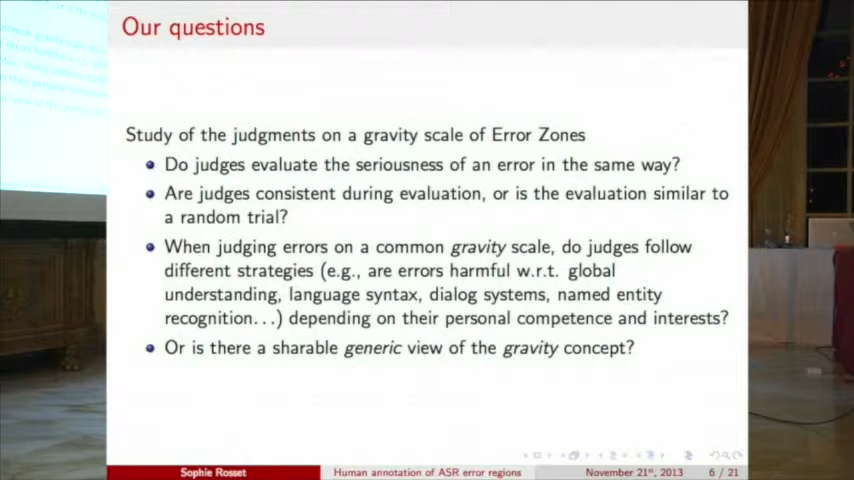 Our questions
Study of the judgments on a gravity scale of Error Zones
Do judges evaluate the seriousness of an error in the same way?
Are judges consistent during evaluation, or is the evaluation similar to
a random trial?
When judging errors on a common gravity scale, do judges follow
different strategies (e.g., are errors harmful w.r.t. global
understanding, language syntax, dialog systems, named entity
recognition...) depending on their personal competence and interests?
Or is there a sharable generic view of the gravity concept?
Sophie Rosset
Human annotation of ASR error regions
November 21st, 2013
6 / 21